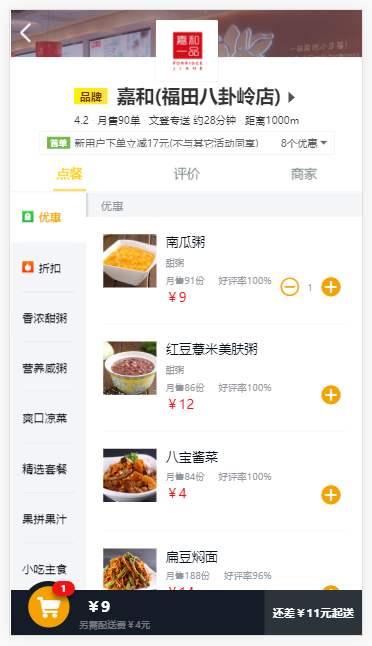 嘉和
一品
PORRIDGE
JIAHE
品牌 嘉和(福田八卦岭店)
4.2 · 月售90单 · 文登专送 约28分钟 · 距离1000m
首单 新用户下单立减17元(不与其它活动同享) 8个优惠
点餐 评价 商家
优惠
折扣
香浓甜粥
营养咸粥
爽口凉菜
精选套餐
果拼果汁
小吃主食
优惠
南瓜粥
甜粥
月售91份 好评率100%
￥9
1
红豆薏米美肤粥
甜粥
月售86份 好评率100%
￥12
八宝酱菜
月售84份 好评率100%
￥4
扁豆焖面
月售188份 好评率96%
￥14
1
￥9
另需配送费￥4元
还差￥11元起送